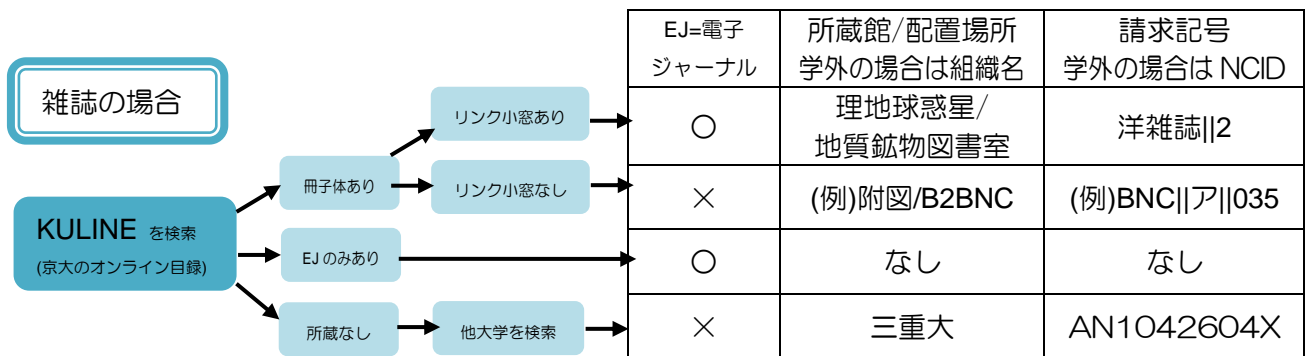 雑誌の場合
KULINE を検索
(京大のオンライン目録)
冊子体あり
リンク小窓あり
リンク小窓なし
EJ のみあり
所蔵なし
他大学を検索
EJ=電子
ジャーナル
所蔵館/配置場所
学外の場合は組織名
請求記号
学外の場合は NCID
○
理地球惑星/
地質鉱物図書室
洋雑誌||2
×
(例)附図/B2BNC
(例)BNC||ア||035
○
なし
なし
×
三重大
AN1042604X